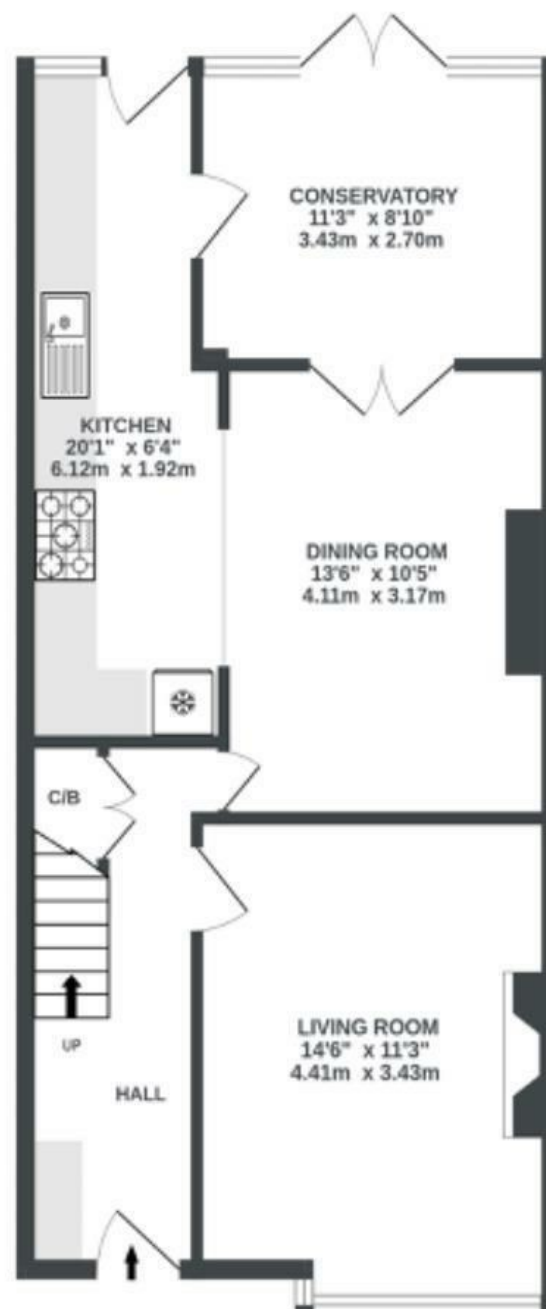 CONSERVATORY
11'3" x 8'10"
3.43m x 2.70m
KITCHEN
20'1" x 6'4"
6.12m x 1.92m
DINING ROOM
13'6" x 10'5"
4.11m x 3.17m
C/B
UP
HALL
LIVING ROOM
14'6" x 11'3"
4.41m x 3.43m